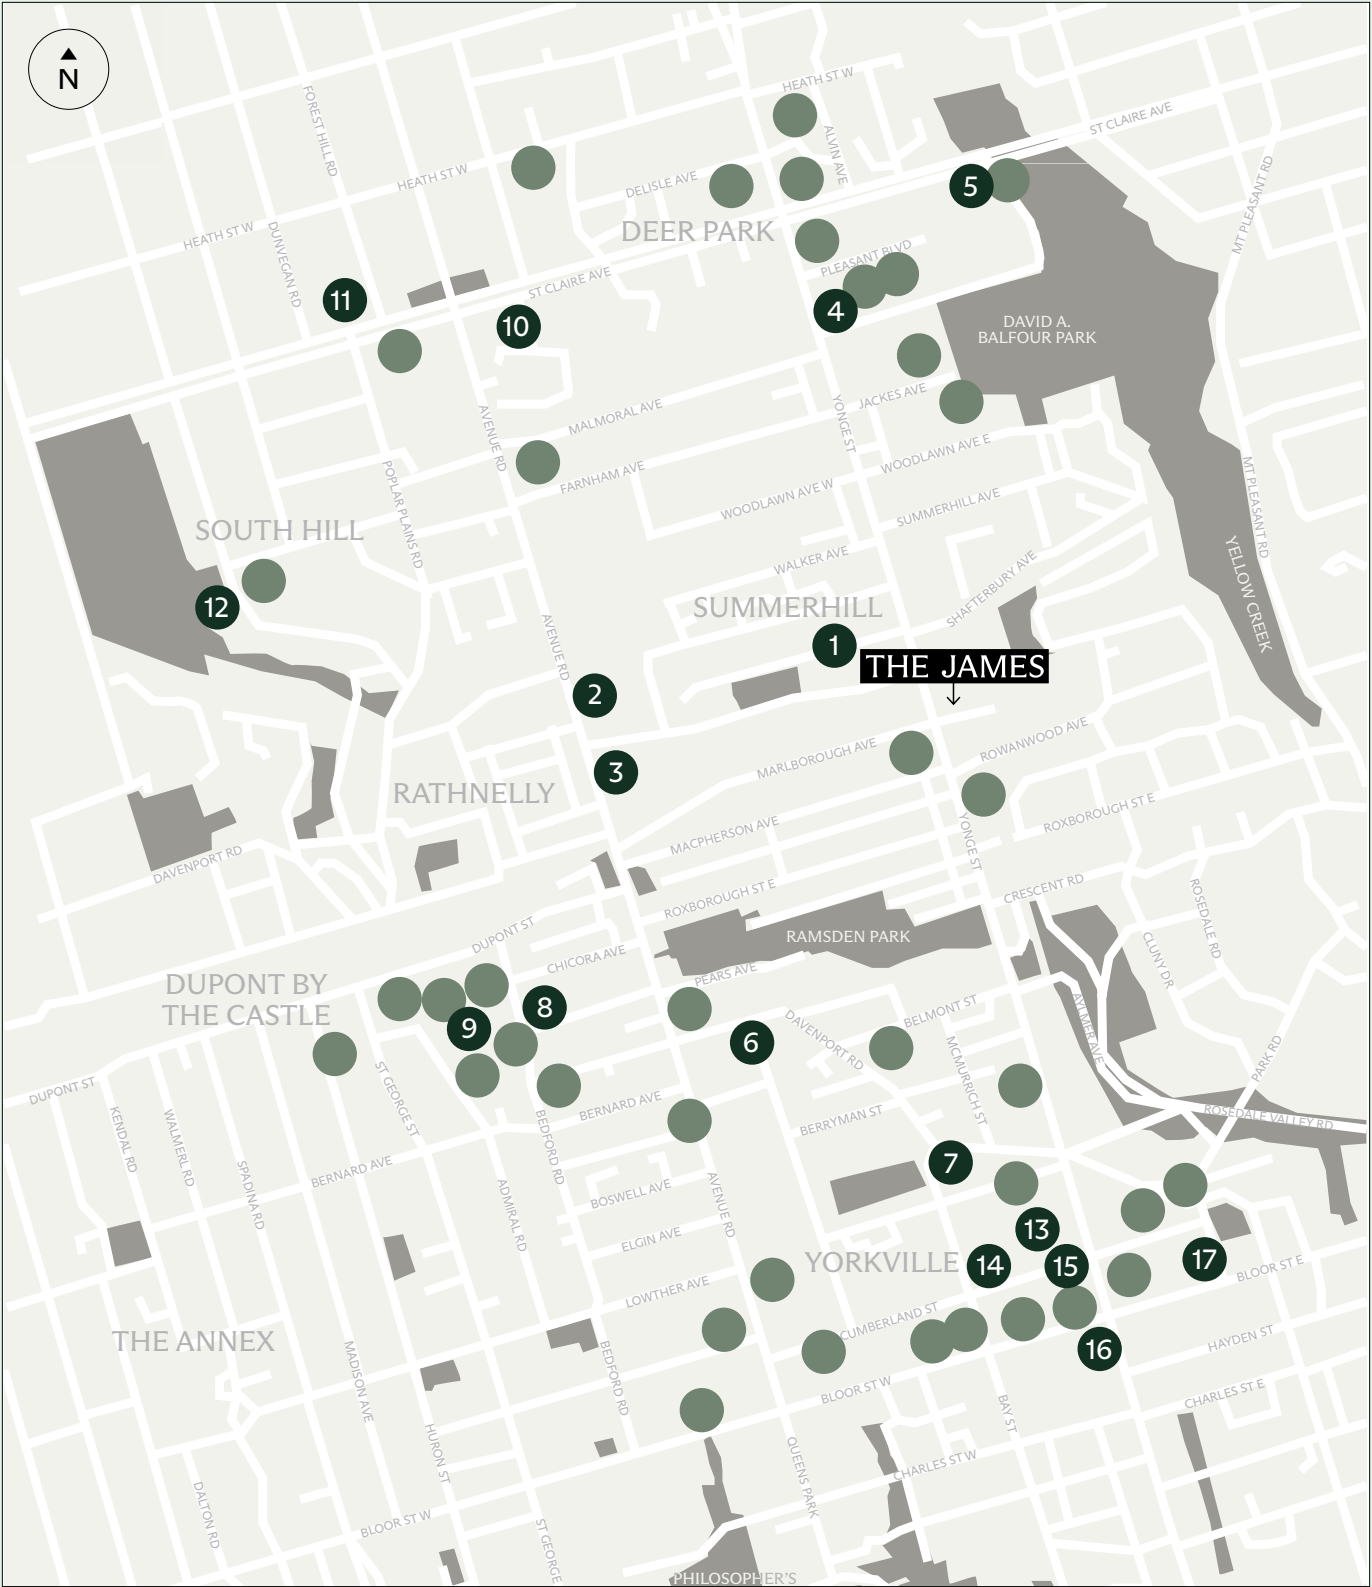 N
HEATH ST W
ST CLAIRE AVE
FOREST HILL RD
ALVIN AVE
HEATH ST W
DELISLE AVE
5
MT PLEASANT RD
HEATH ST W
DUNVEGAN RD
DEER PARK
PLEASANT BLVD
ST CLAIRE AVE
11
10
4
DAVID A.
BALFOUR PARK
AVENUE RD
MALMORAL AVE
YONGE ST
JACKES AVE
WOODLAWN AVE E
POPLAR PLAINS RD
FARNHAM AVE
WOODLAWN AVE W
SUMMERHILL AVE
MT PLEASANT RD
SOUTH HILL
WALKER AVE
SHAFTERBURY AVE
YELLOW CREEK
12
SUMMERHILL
AVENUE RD
1
THE JAMES
2
3
MARLBOROUGH AVE
ROWANWOOD AVE
RATHNELLY
MACPHERSON AVE
YONGE ST
ROXBOROUGH ST E
DAVENPORT RD
ROXBOROUGH ST E
CRESCENT RD
ROSEDALE RD
DUPONT ST
RAMSDEN PARK
CHICORA AVE
CLUNY DR
PEARS AVE
DUPONT BY
THE CASTLE
8
9
6
DAVENPORT RD
BELMONT ST
AYLMER AVE
PARK RD
DUPONT ST
ST GEORGE ST
MCMURRICH ST
KENDAL RD
WALMERL RD
BERNARD AVE
BEDFORD RD
BERRYMAN ST
ROSEDALE VALLEY RD
SPADINA RD
BERNARD AVE
7
ADMIRAL RD
BOSWELL AVE
AVENUE RD
13
ELGIN AVE
YORKVILLE
14
15
17
BLOOR ST E
LOWTHER AVE
CUMBERLAND ST
16
HAYDEN ST
THE ANNEX
MADISON AVE
BEDFORD RD
BLOOR ST W
CHARLES ST E
BAY ST
HURON ST
QUEENS PARK
CHARLES ST W
DALTON RD
BLOOR ST W
ST GEORGE
PHILOSOPHER'S